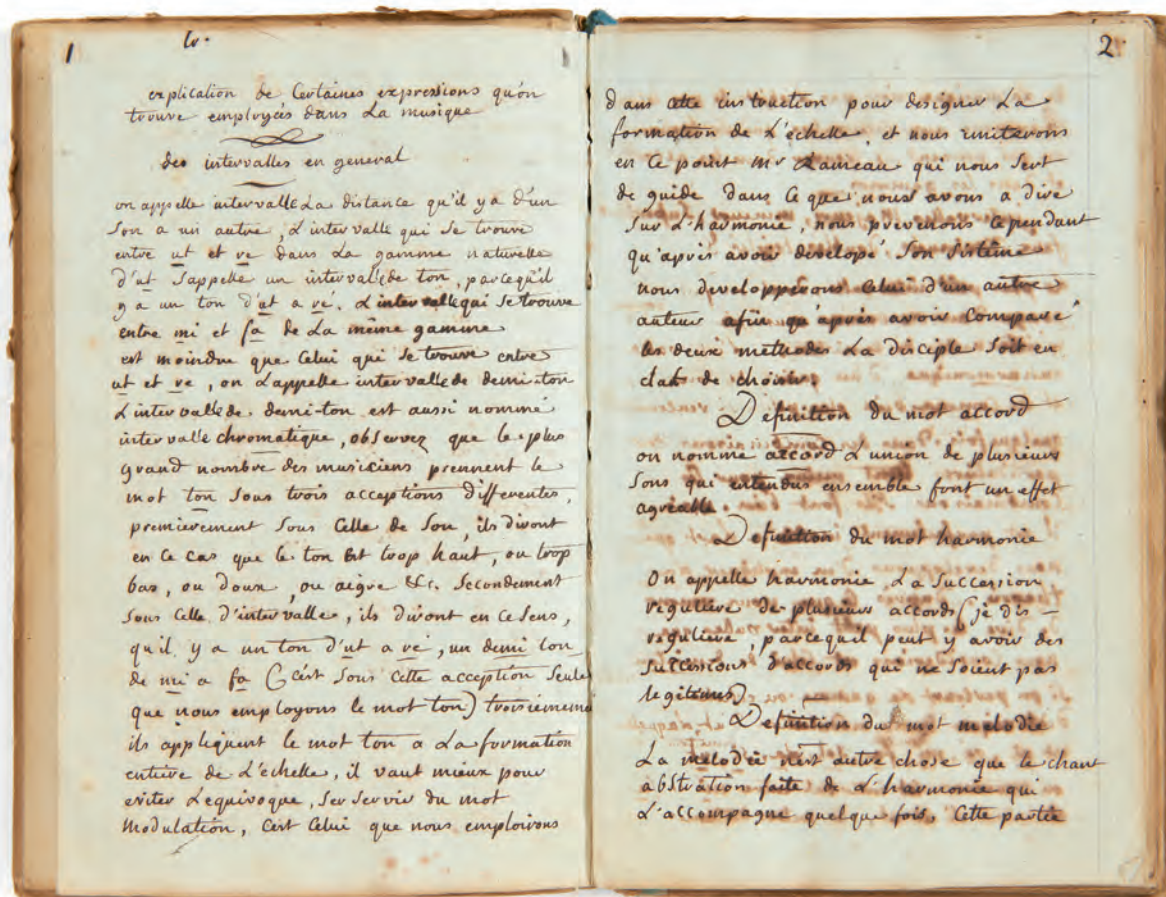 1
explication de Certaines expressions qu'on
trouve employées dans La musique
des intervalles en general
on appelle intervalle La distance qu'il y a d'un
Son a un autre, L'intervalle qui se trouve
entre ut et re dans La gamme naturelle
d'ut s'appelle un intervalle de ton, parcequ'il
y a un ton d'ut a re. L'intervalle qui se trouve
entre mi et fa de La même gamme
est moindre que Celui qui se trouve entre
ut et re, on L'appelle intervalle de demi-ton
L'intervalle de demi-ton est aussi nommé
intervalle chromatique, observez que le plus
grand nombre des musiciens prennent le
mot ton sous trois acceptions differentes,
premierement sous Celle de Son, ils diront
en ce cas que le ton est trop haut, ou trop
bas, ou doux, ou aigre &c. Secondement
sous Celle d'intervalle, ils diront en ce sens,
qu'il y a un ton d'ut a re, un demi ton
de mi a fa (C'est sous cette acception seule
que nous employons le mot ton) troisiememe
ils appliquent le mot ton a La formation
entiere de L'echelle, il vaut mieux pour
eviter L'equivoque, ser servir du mot
Modulation, C'est Celui que nous emploirons
2
dans cette instruction pour designer La
formation de L'echelle et nous imiterons
en Ce point Mr Rameau qui nous Sert
de guide dans Ce que nous avons a dire
Sur L'harmonie, nous prevenons Cependant
qu'aprés avoir developé Son Sistême
nous developperons Celui d'un autre
auteur afin qu'aprés avoir Comparé
les deux methodes La disciple Soit en
etat de choisir.
Definition du mot accord
on nomme accord L'union de plusieurs
Sons qui entendus ensemble font un effet
agréable.
Definition du mot harmonie
On appelle harmonie La Succession
reguliere de plusieurs accords (je dis
reguliere, parcequil peut y avoir des
successions d'accords qui ne soient pas
legitimes)
Definition du mot mélodie
La mélodie n'est autre chose que le chant
abstration faite de L'harmonie qui
L'accompagne quelque fois. Cette partie